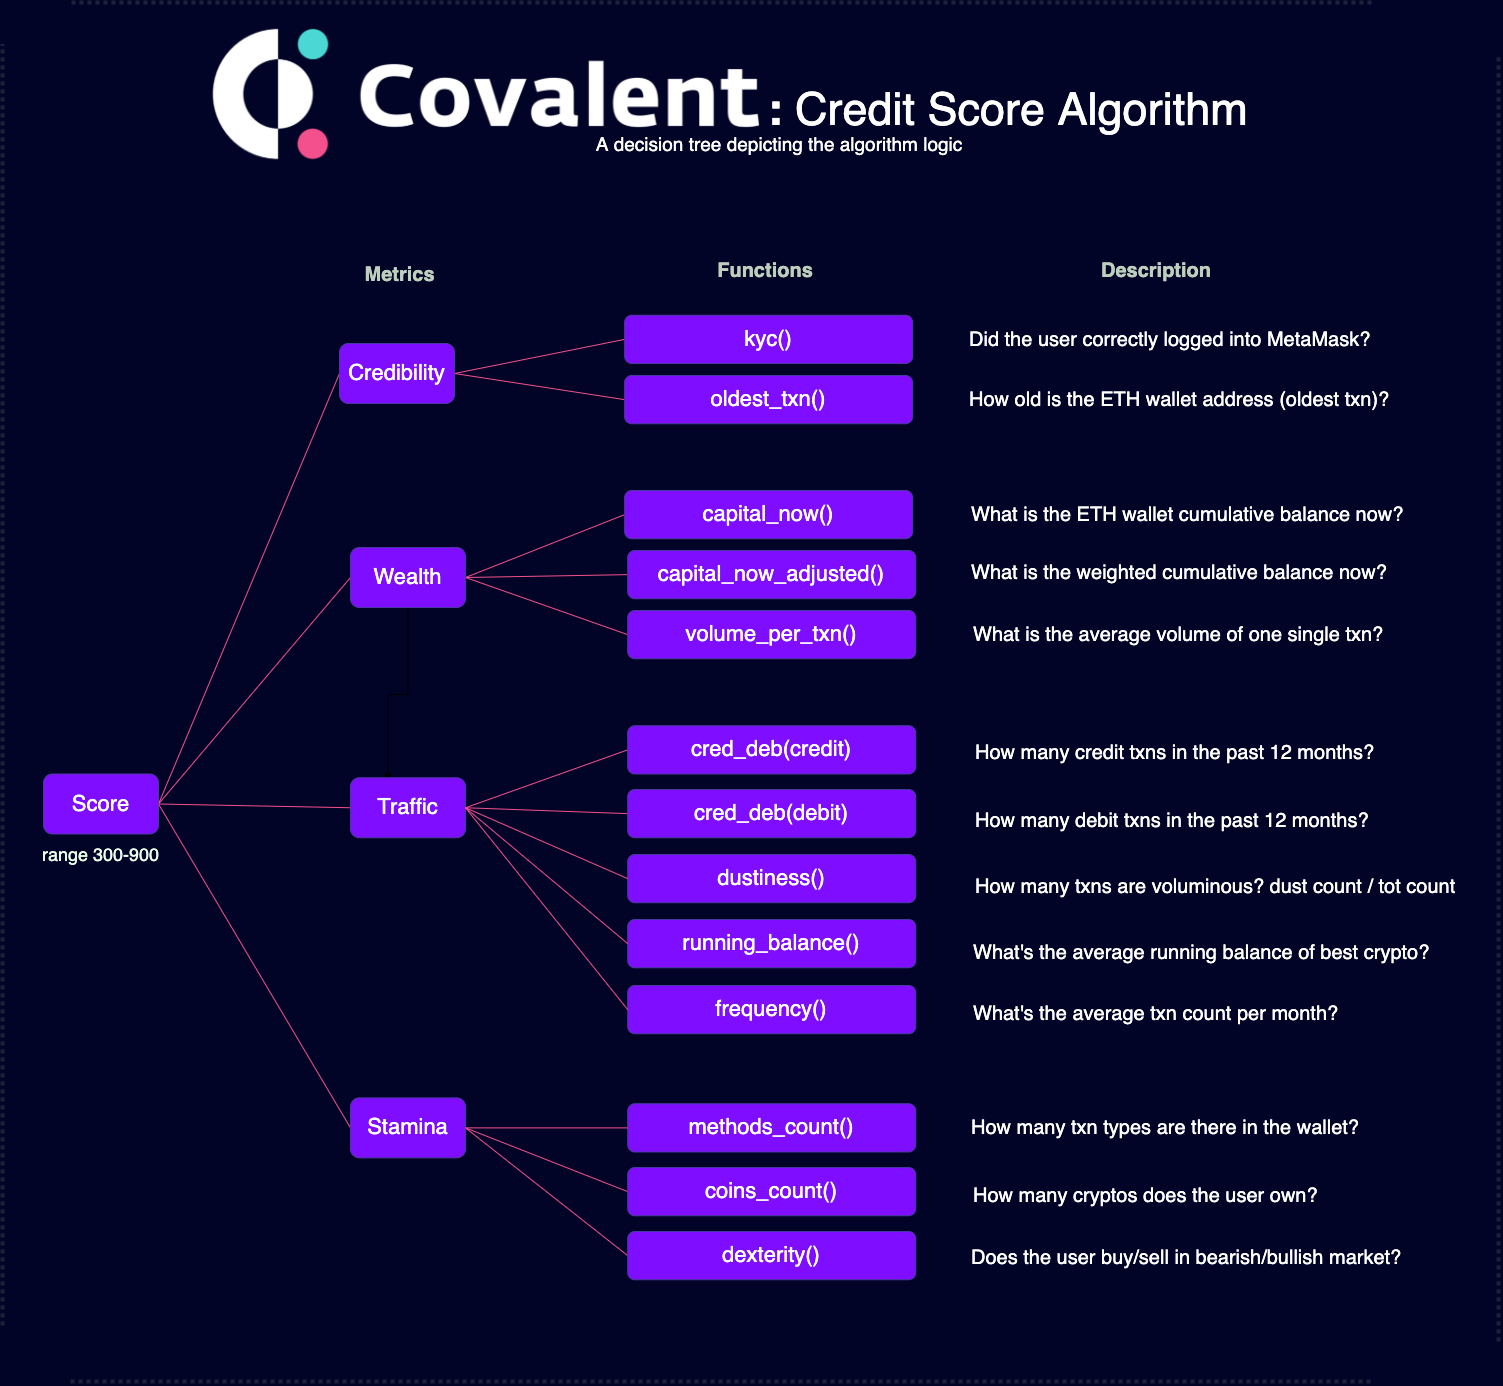 Covalent : Credit Score Algorithm
A decision tree depicting the algorithm logic
Metrics Functions Description
Credibility
kyc() Did the user correctly logged into MetaMask?
oldest_txn() How old is the ETH wallet address (oldest txn)?
Wealth
capital_now() What is the ETH wallet cumulative balance now?
capital_now_adjusted() What is the weighted cumulative balance now?
volume_per_txn() What is the average volume of one single txn?
Score
range 300-900
Traffic
cred_deb(credit) How many credit txns in the past 12 months?
cred_deb(debit) How many debit txns in the past 12 months?
dustiness() How many txns are voluminous? dust count / tot count
running_balance() What's the average running balance of best crypto?
frequency() What's the average txn count per month?
Stamina
methods_count() How many txn types are there in the wallet?
coins_count() How many cryptos does the user own?
dexterity() Does the user buy/sell in bearish/bullish market?